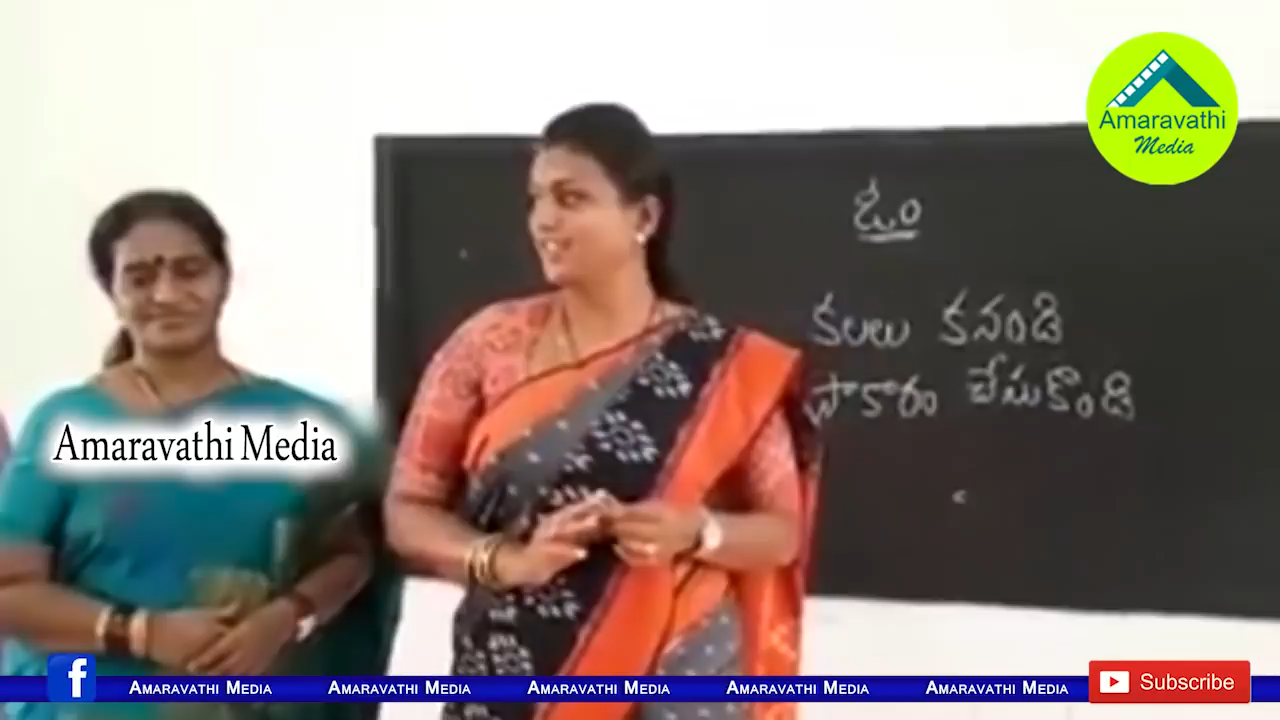 Amaravathi
Media
ఓం
కలలు కనండి
సాకారం చేసుకొండి
Amaravathi Media
f Amaravathi Media Amaravathi Media Amaravathi Media Amaravathi Media Amaravathi Media Subscribe